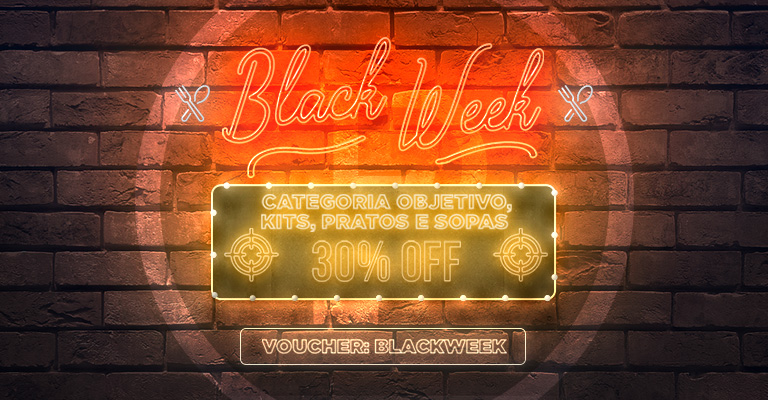 Black Week
CATEGORIA OBJETIVO,
KITS, PRATOS E SOPAS
30% OFF
VOUCHER: BLACKWEEK